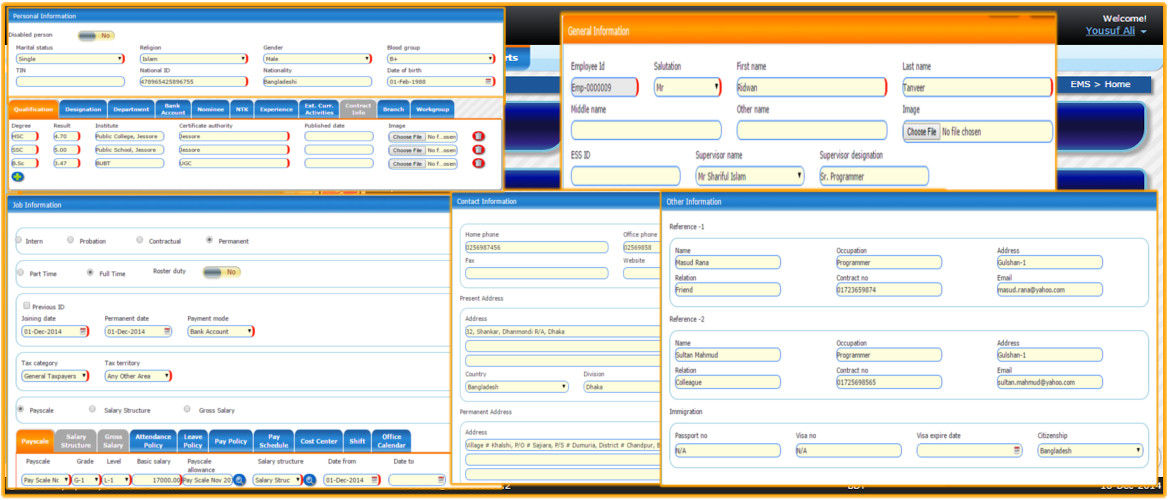 Personal Information
Disabled person No
Marital status Religion Gender Blood group
Single Islam Male B+
TIN National ID Nationality Date of birth
478965425896755 Bangladeshi 01-Feb-1988
Qualification Designation Department Bank Account Nominee NTK Experience Ext. Curr. Activities Contract Info Branch Workgroup
Degree Result Institute Certificate authority Published date Image
HSC 4.70 Public College, Jessore Jessore Choose File No f...osen
SSC 5.00 Public School, Jessore Jessore Choose File No f...osen
B.Sc 3.47 BUBT UGC Choose File No f...osen
General Information
Employee Id Salutation First name Last name
Emp-0000009 Mr Ridwan Tanveer
Middle name Other name Image
Choose File No file chosen
ESS ID Supervisor name Supervisor designation
Mr Shariful Islam Sr. Programmer
Welcome!
Yousuf Ali
rts
EMS > Home
Job Information
Intern Probation Contractual Permanent
Part Time Full Time Roster duty No
Previous ID
Joining date Permanent date Payment mode
01-Dec-2014 01-Dec-2014 Bank Account
Tax category Tax territory
General Taxpayers Any Other Area
Payscale Salary Structure Gross Salary
Payscale Salary Structure Gross Salary Attendance Policy Leave Policy Pay Policy Pay Schedule Cost Center Shift Office Calendar
Payscale Grade Level Basic salary Payscale allowance Salary structure Date from Date to
Pay Scale Nc G-1 L-1 17000.00 Pay Scale Nov 20 Salary Struc 01-Dec-2014
Contact Information
Home phone Office phone
0256987456 02569858
Fax Website
Present Address
Address
32, Shankar, Dhanmondi R/A, Dhaka
Country Division
Bangladesh Dhaka
Permanent Address
Address
Village # Khalshi, P/O # Sajiara, P/S # Dumuria, District # Chandpur, B
Other Information
Reference -1
Name Occupation Address
Masud Rana Programmer Gulshan-1
Relation Contract no Email
Friend 01723659874 masud.rana@yahoo.com
Reference -2
Name Occupation Address
Sultan Mahmud Programmer Gulshan-1
Relation Contract no Email
Colleague 01725698565 sultan.mahmud@yahoo.com
Immigration
Passport no Visa no Visa expire date Citizenship
N/A N/A Bangladesh